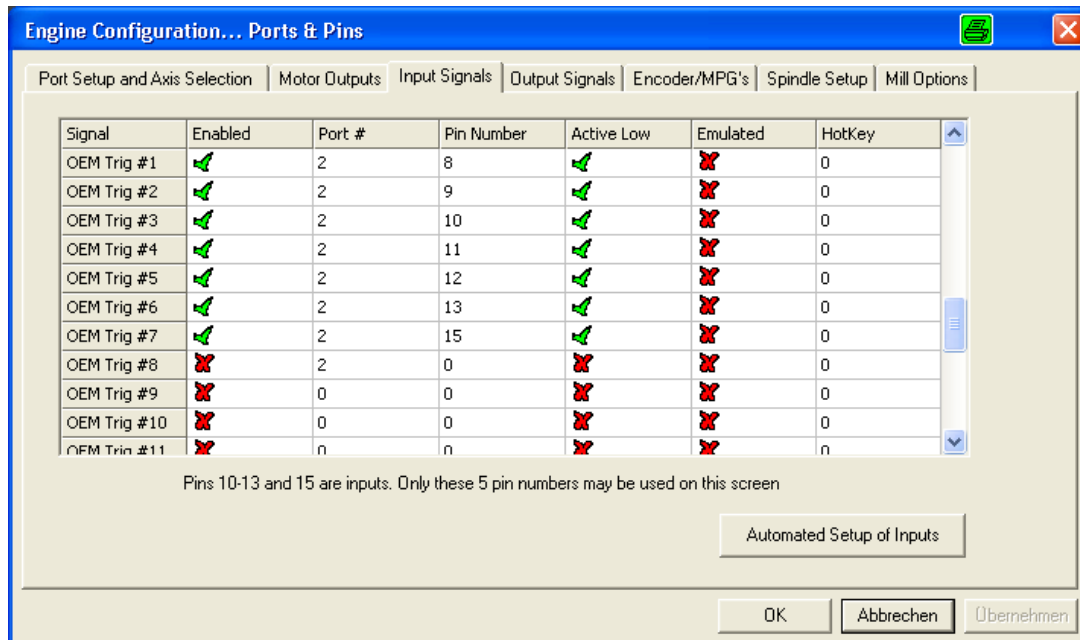 Engine Configuration... Ports & Pins
Port Setup and Axis Selection Motor Outputs Input Signals Output Signals Encoder/MPG's Spindle Setup Mill Options
Signal Enabled Port # Pin Number Active Low Emulated HotKey
OEM Trig #1 2 8 0
OEM Trig #2 2 9 0
OEM Trig #3 2 10 0
OEM Trig #4 2 11 0
OEM Trig #5 2 12 0
OEM Trig #6 2 13 0
OEM Trig #7 2 15 0
OEM Trig #8 2 0 0
OEM Trig #9 0 0 0
OEM Trig #10 0 0 0
OEM Trig #11 0 0 0
Pins 10-13 and 15 are inputs. Only these 5 pin numbers may be used on this screen
Automated Setup of Inputs
OK Abbrechen Übernehmen